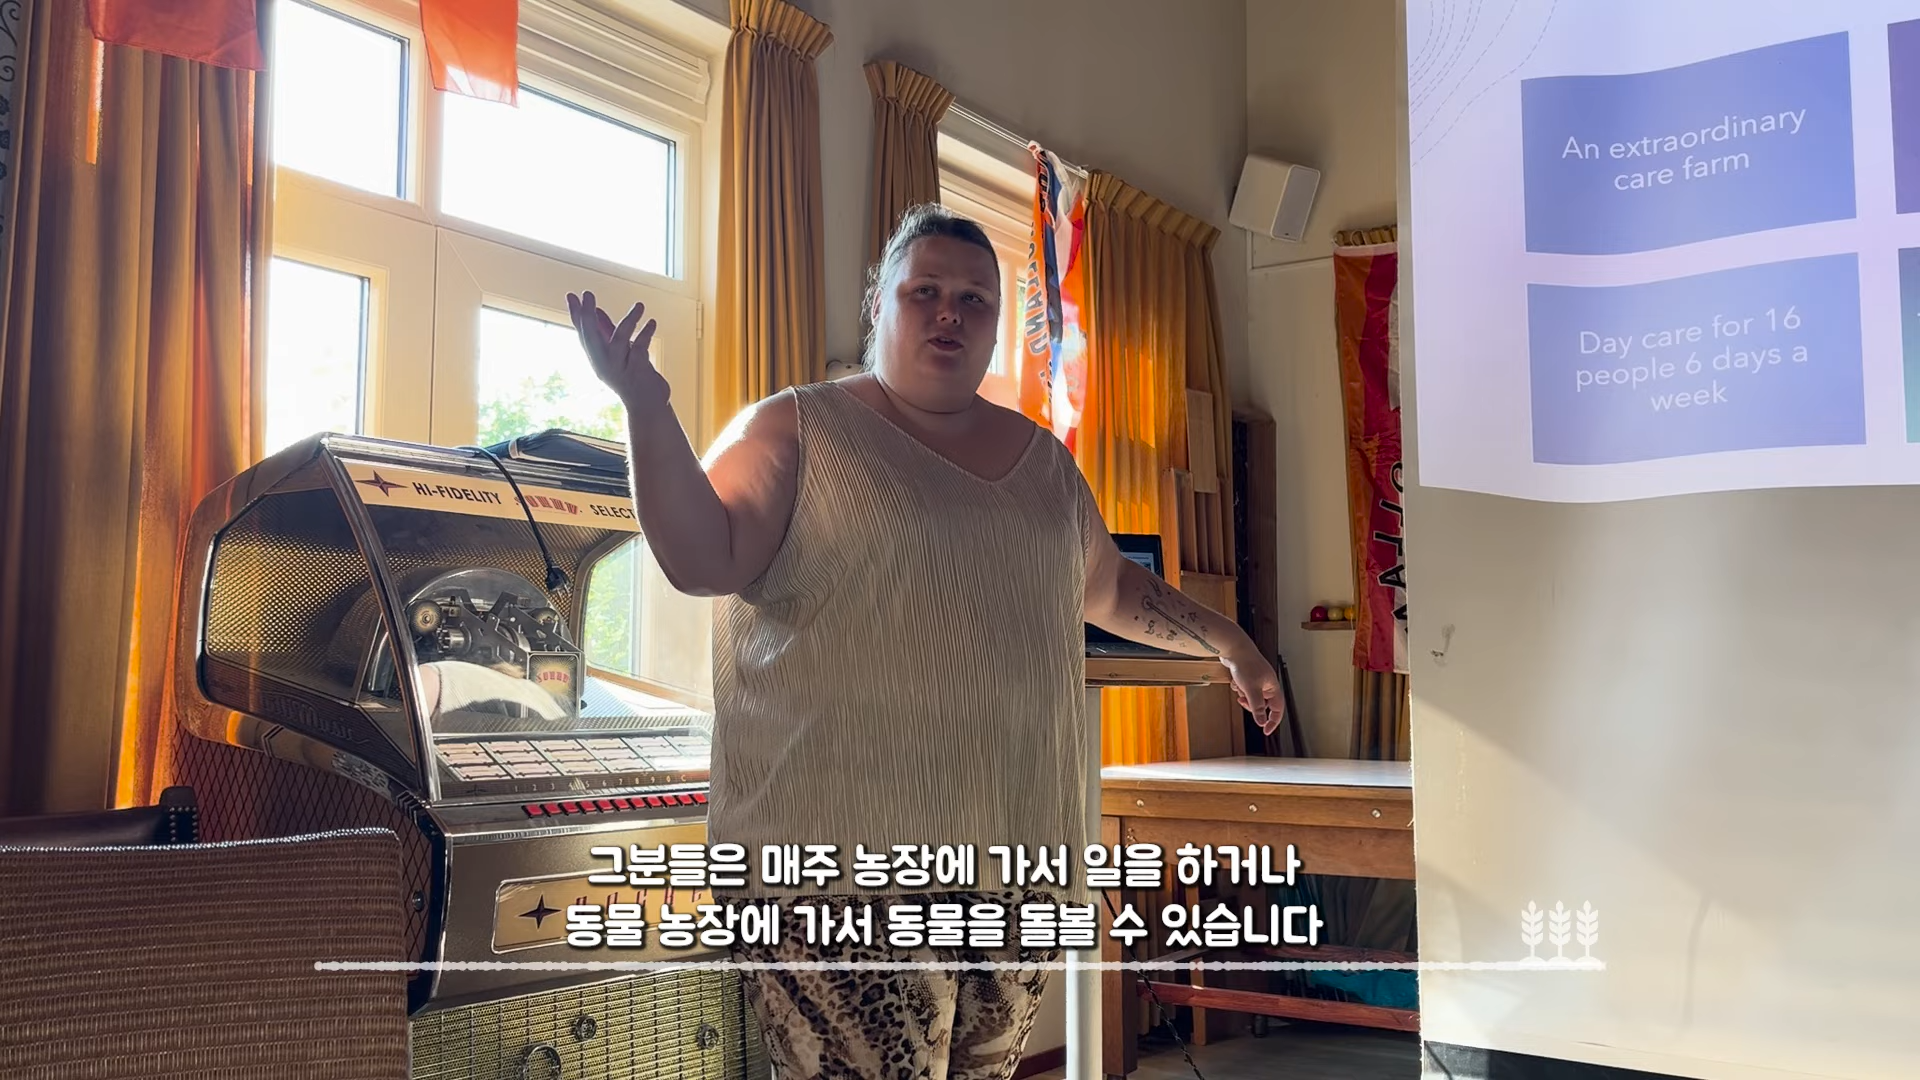 An extraordinary
care farm
Day care for 16
people 6 days a
week
HI-FIDELITY
SELECT
그분들은 매주 농장에 가서 일을 하거나
동물 농장에 가서 동물을 돌볼 수 있습니다